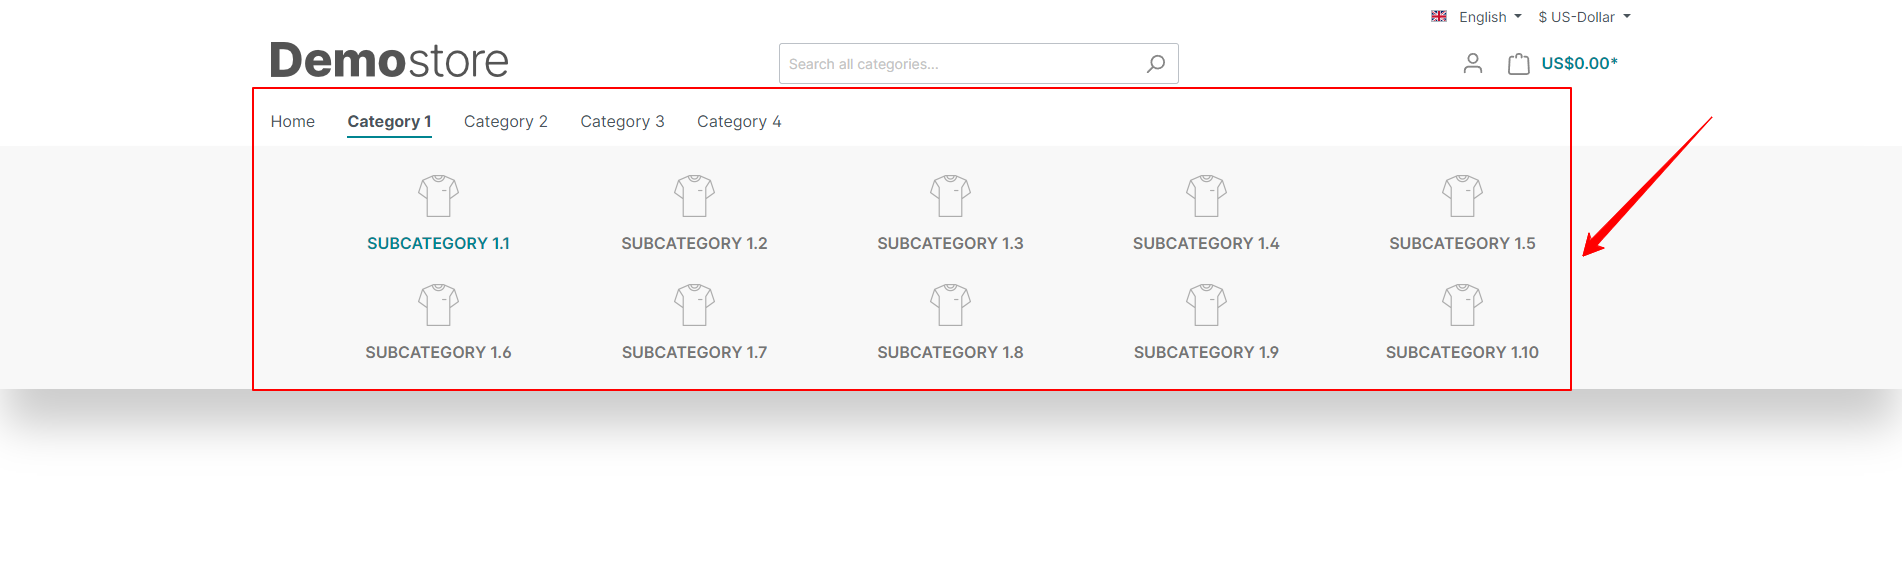 English $ US-Dollar
Demostore Search all categories... US$0.00*
Home Category 1 Category 2 Category 3 Category 4
SUBCATEGORY 1.1 SUBCATEGORY 1.2 SUBCATEGORY 1.3 SUBCATEGORY 1.4 SUBCATEGORY 1.5
SUBCATEGORY 1.6 SUBCATEGORY 1.7 SUBCATEGORY 1.8 SUBCATEGORY 1.9 SUBCATEGORY 1.10